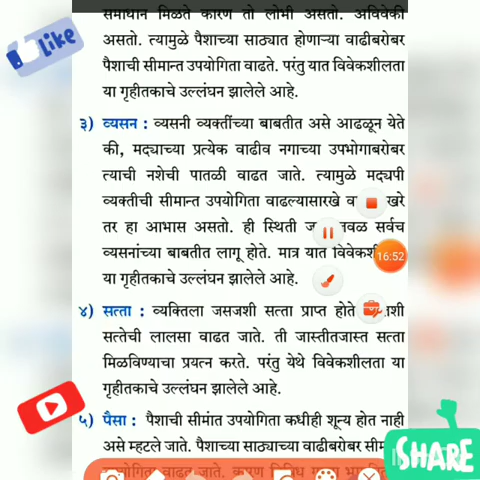 समाधान मिळते कारण तो लोभी असतो. अविवेकी
असतो. त्यामुळे पैशाच्या साठ्यात होणाऱ्या वाढीबरोबर
पैशाची सीमान्त उपयोगिता वाढते. परंतु यात विवेकशीलता
या गृहीतकाचे उल्लंघन झालेले आहे.
३) व्यसन : व्यसनी व्यक्तींच्या बाबतीत असे आढळून येते
की, मद्याच्या प्रत्येक वाढीव नगाच्या उपभोगाबरोबर
त्याची नशेची पातळी वाढत जाते. त्यामुळे मद्यपी
व्यक्तीची सीमान्त उपयोगिता वाढल्यासारखे खरे
तर हा आभास असतो. ही स्थिती सर्वच
व्यसनांच्या बाबतीत लागू होते. मात्र यात
या गृहीतकाचे उल्लंघन झालेले आहे.
४) सत्ता : व्यक्तिला जसजशी सत्ता प्राप्त होते
सत्तेची लालसा वाढत जाते. ती जास्तीतजास्त सत्ता
मिळविण्याचा प्रयत्न करते. परंतु येथे विवेकशीलता या
गृहीतकाचे उल्लंघन झालेले आहे.
५) पैसा : पैशाची सीमांत उपयोगिता कधीही शून्य होत नाही
असे म्हटले जाते. पैशाच्या साठ्याच्या वाढीबरोबर
वाढत जाते. कारण विविध
Like
16:52
SHARE